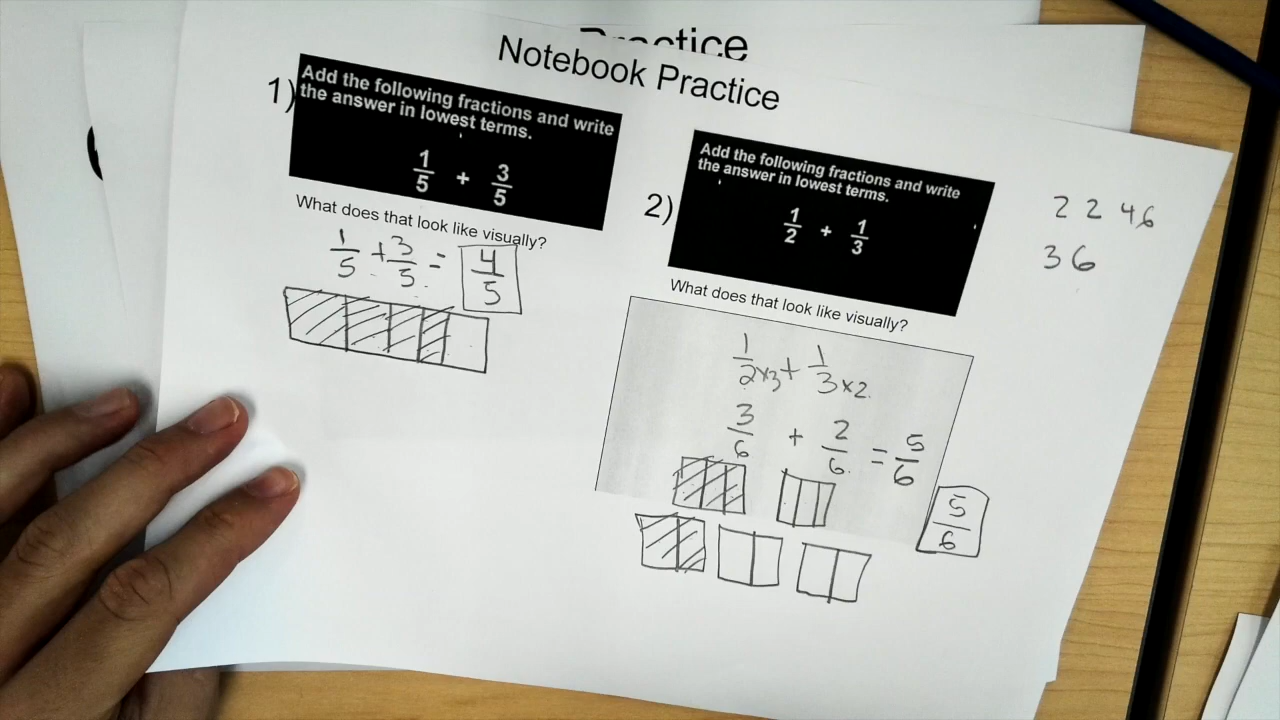 Practice
Notebook Practice
1)
Add the following fractions and write
the answer in lowest terms.
1/5 + 3/5
What does that look like visually?
1/5 + 3/5 = 4/5
2)
Add the following fractions and write
the answer in lowest terms.
1/2 + 1/3
What does that look like visually?
1/2×3 + 1/3×2
3/6 + 2/6 = 5/6
5/6
2 2 4 6
3 6